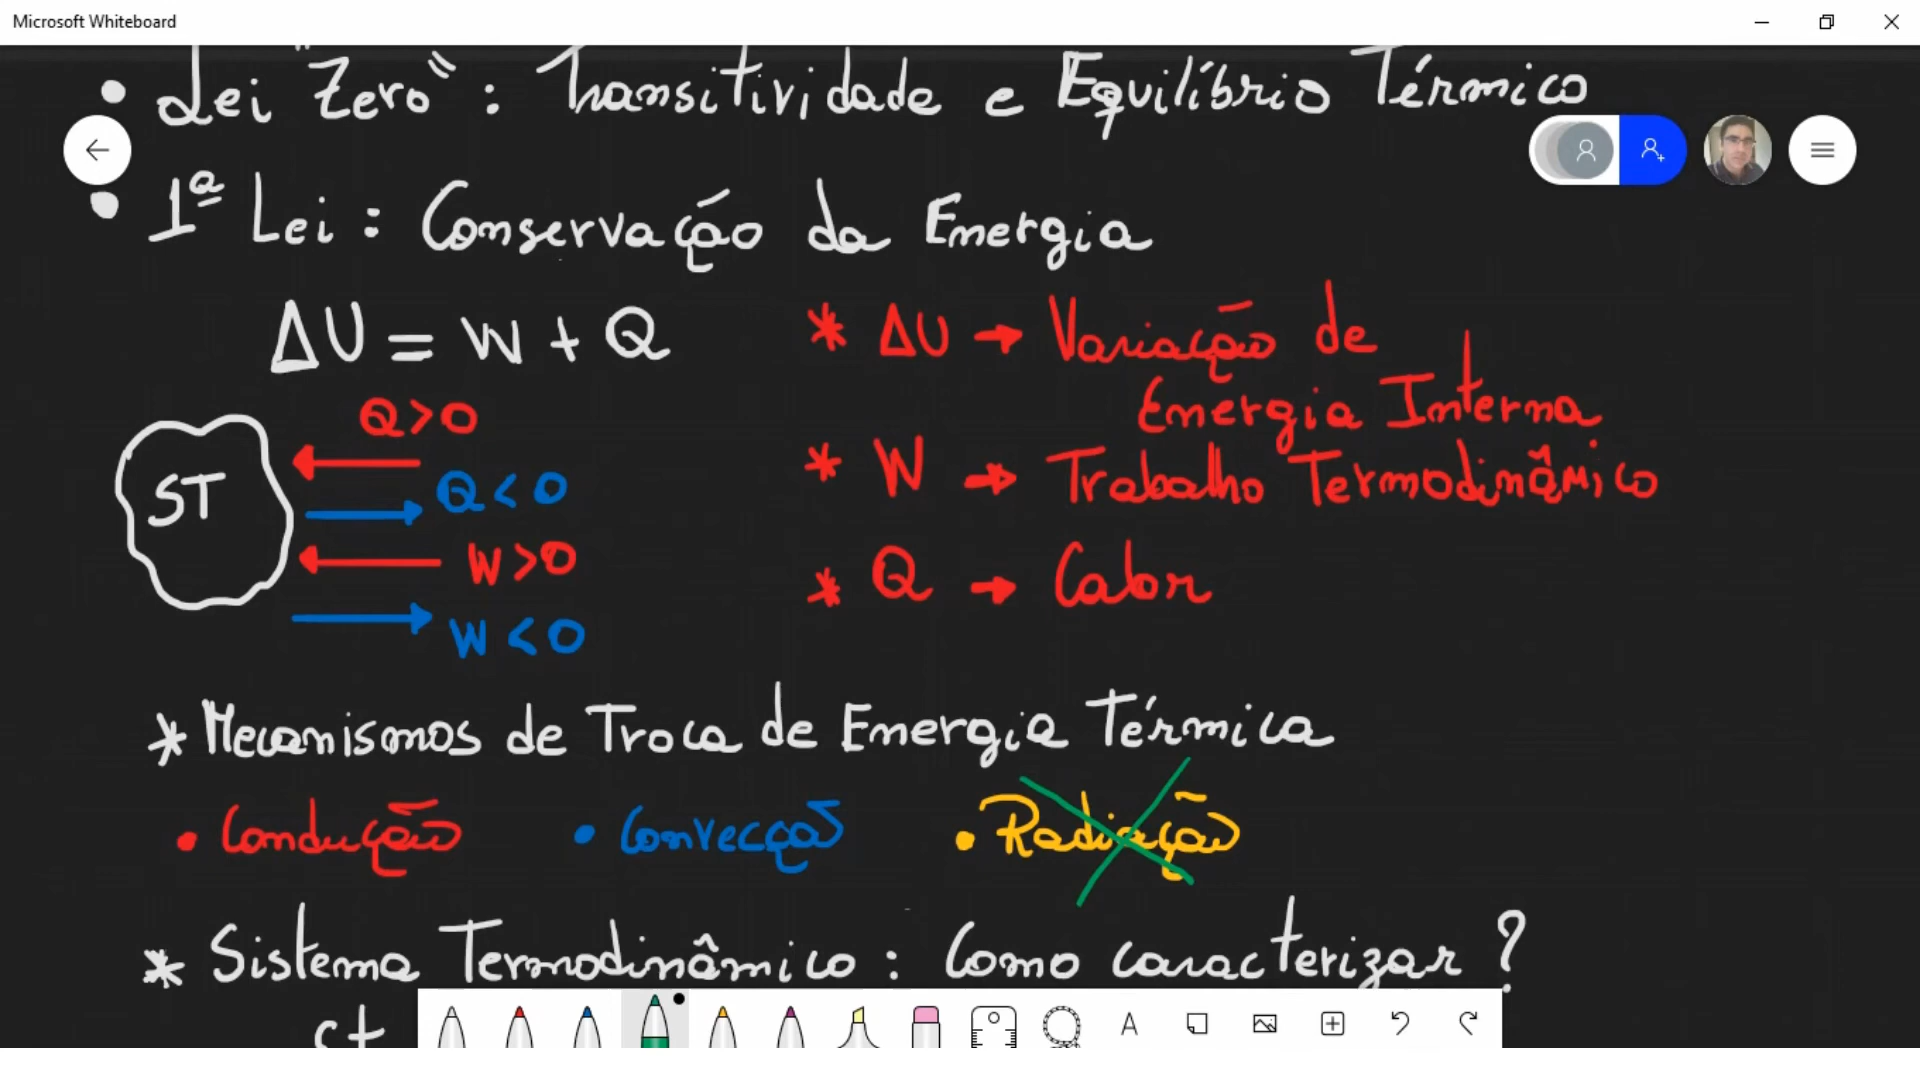 Microsoft Whiteboard
• Lei "Zero" : Transitividade e Equilíbrio Térmico
• 1ª Lei : Conservação da Energia
ΔU = W + Q
* ΔU → Variação de
Energia Interna
* W → Trabalho Termodinâmico
* Q → Calor
ST
Q > 0
Q < 0
W > 0
W < 0
* Mecanismos de Troca de Energia Térmica
• Condução • Convecção • Radiação
* Sistema Termodinâmico : Como caracterizar ?